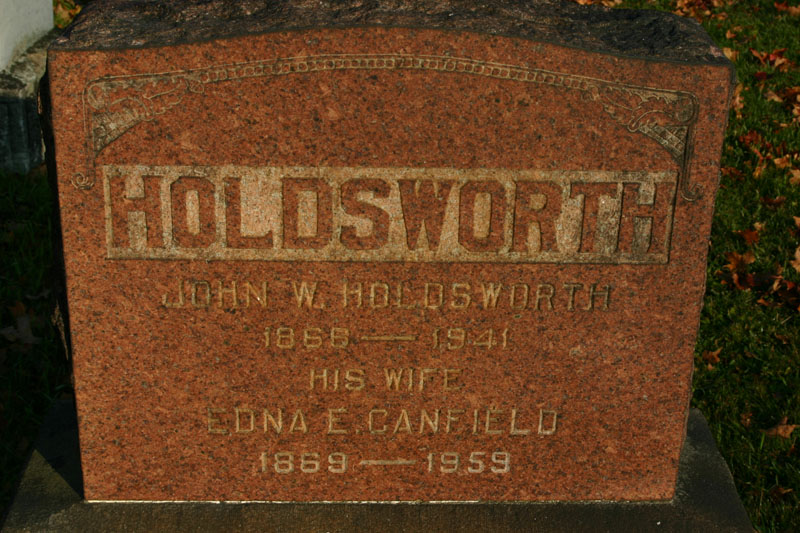 HOLDSWORTH
JOHN W. HOLDSWORTH
1866 — 1941
HIS WIFE
EDNA E. CANFIELD
1869 — 1959